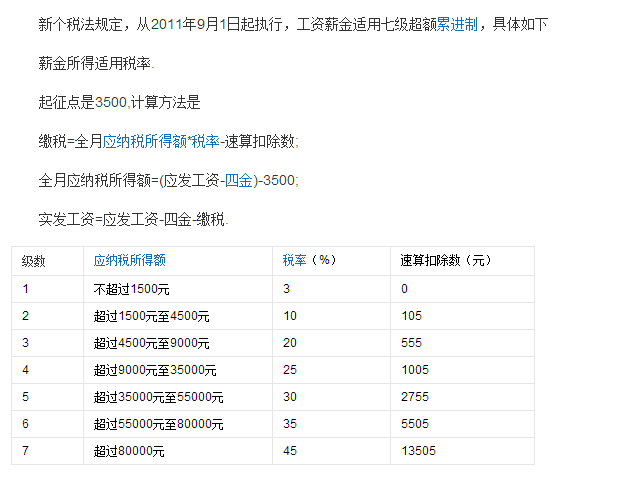 新个税法规定，从2011年9月1日起执行，工资薪金适用七级超额累进制，具体如下
薪金所得适用税率.
起征点是3500,计算方法是
缴税=全月应纳税所得额*税率-速算扣除数;
全月应纳税所得额=(应发工资-四金)-3500;
实发工资=应发工资-四金-缴税.
级数 应纳税所得额 税率（%） 速算扣除数（元）
1 不超过1500元 3 0
2 超过1500元至4500元 10 105
3 超过4500元至9000元 20 555
4 超过9000元至35000元 25 1005
5 超过35000元至55000元 30 2755
6 超过55000元至80000元 35 5505
7 超过80000元 45 13505